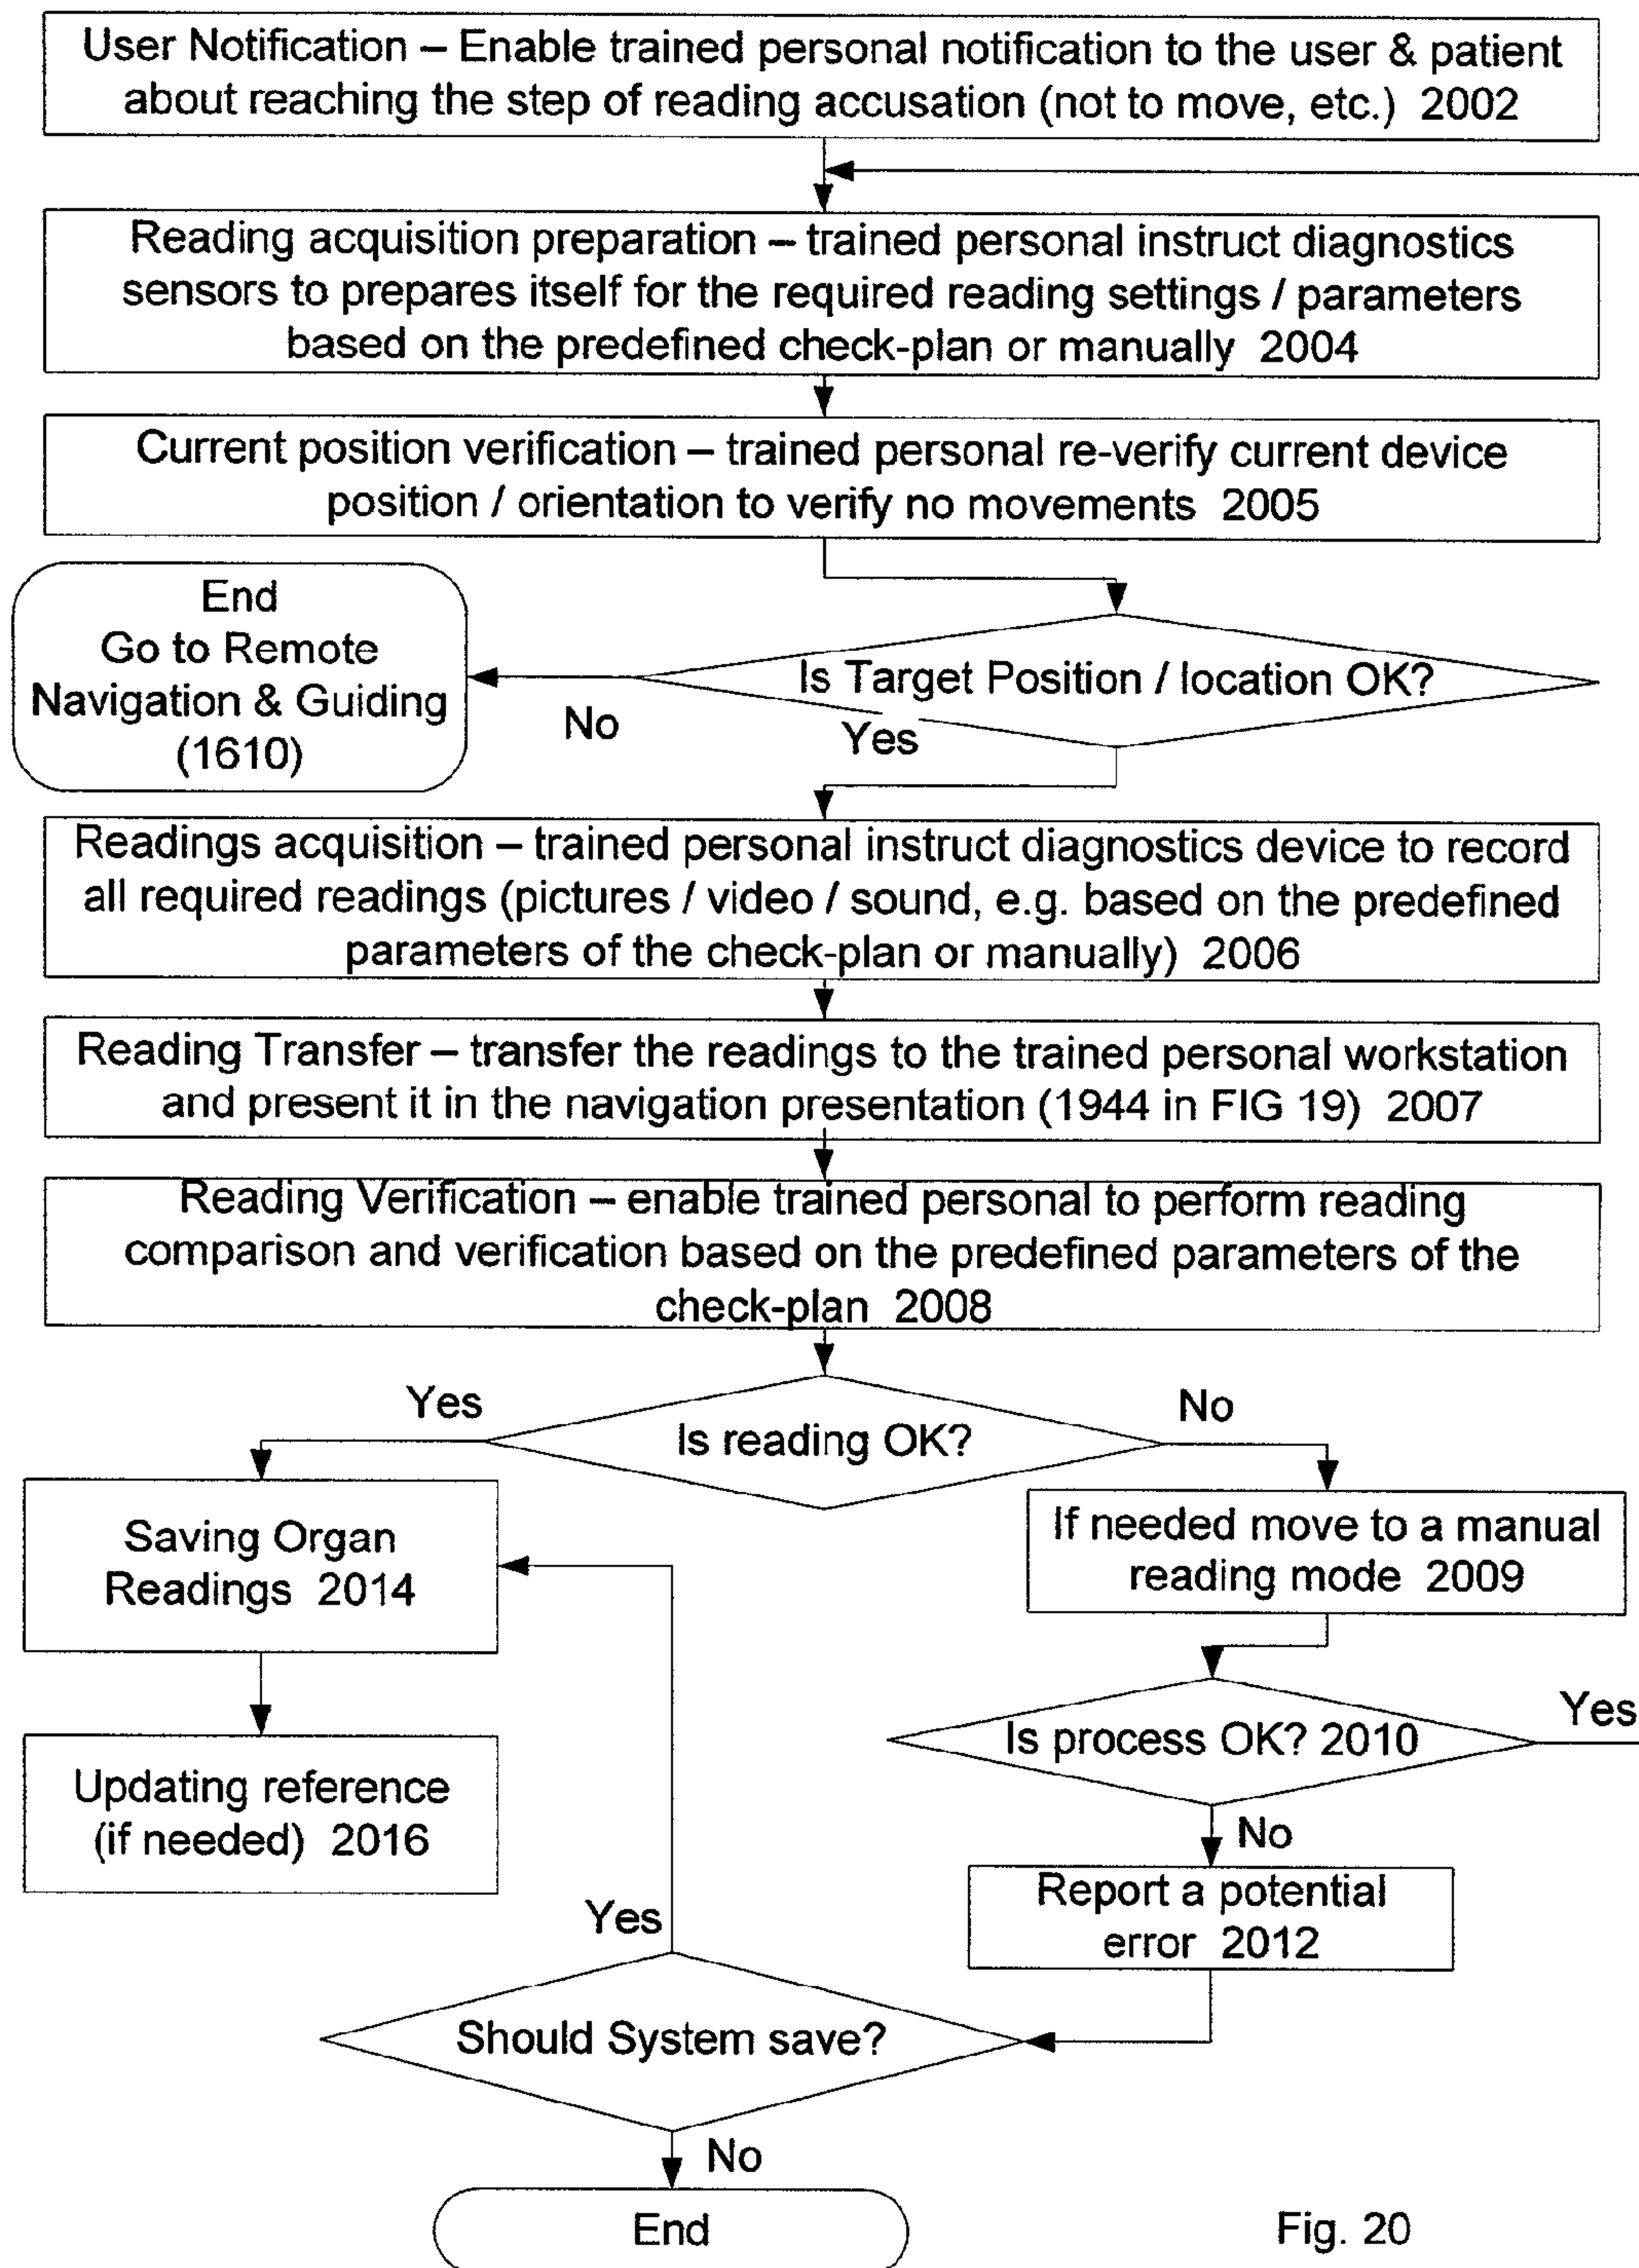 User Notification – Enable trained personal notification to the user & patient
about reaching the step of reading accusation (not to move, etc.) 2002
Reading acquisition preparation – trained personal instruct diagnostics
sensors to prepares itself for the required reading settings / parameters
based on the predefined check-plan or manually 2004
Current position verification – trained personal re-verify current device
position / orientation to verify no movements 2005
End
Go to Remote
Navigation & Guiding
(1610)
Is Target Position / location OK?
No
Yes
Readings acquisition – trained personal instruct diagnostics device to record
all required readings (pictures / video / sound, e.g. based on the predefined
parameters of the check-plan or manually) 2006
Reading Transfer – transfer the readings to the trained personal workstation
and present it in the navigation presentation (1944 in FIG 19) 2007
Reading Verification – enable trained personal to perform reading
comparison and verification based on the predefined parameters of the
check-plan 2008
Yes
No
Is reading OK?
Saving Organ
Readings 2014
If needed move to a manual
reading mode 2009
Is process OK? 2010
Yes
Updating reference
(if needed) 2016
No
Report a potential
error 2012
Yes
Should System save?
No
End
Fig. 20